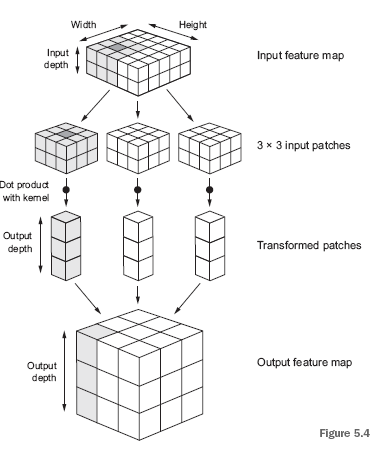 Width
Height
Input
depth
Input feature map
3 × 3 input patches
Dot product
with kernel
Output
depth
Transformed patches
Output
depth
Output feature map
Figure 5.4